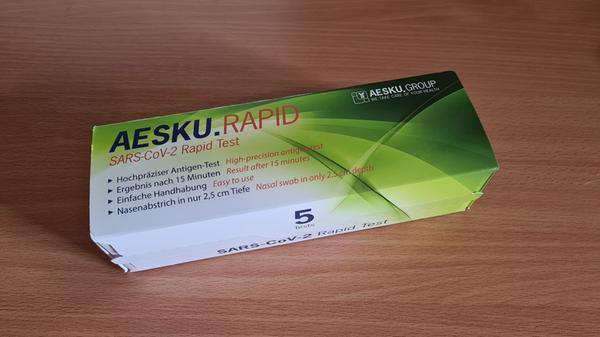 AESKU.GROUP
WE TAKE CARE OF YOUR HEALTH
AESKU.RAPID
SARS-CoV-2 Rapid Test
▸ Hochpräziser Antigen-Test High-precision antigen test
▸ Ergebnis nach 15 Minuten Result after 15 minutes
▸ Einfache Handhabung Easy to use
▸ Nasenabstrich in nur 2,5 cm Tiefe Nasal swab in only 2.5 cm depth
5
Tests
SARS-CoV-2 Rapid Test